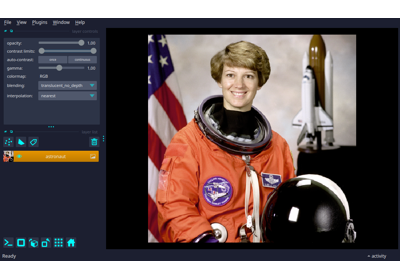 File View Plugins Window Help
layer controls
opacity: 1.00
contrast limits:
auto-contrast: once continuous
gamma: 1.00
colormap: RGB
blending: translucent_no_depth
interpolation: nearest
layer list
astronaut
Ready
activity